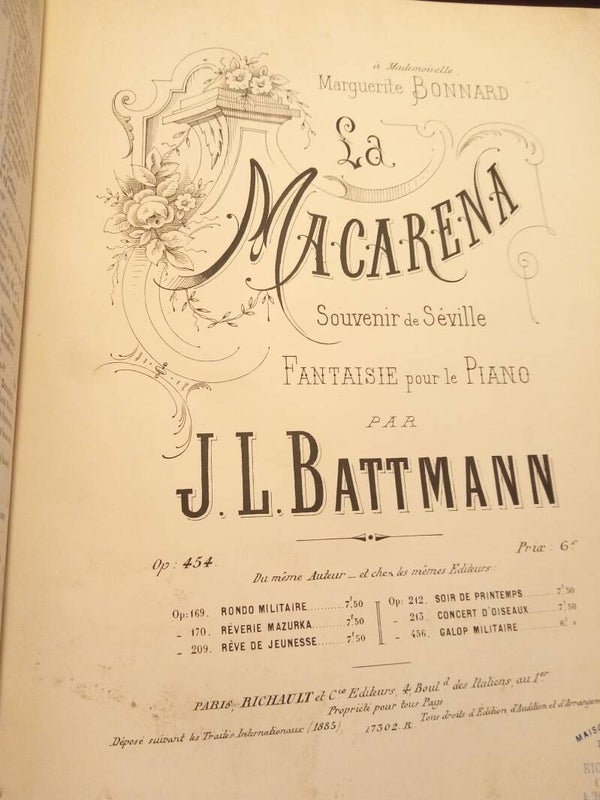 à Mademoiselle,
Marguerite BONNARD
La
MACARENA
Souvenir de Séville
FANTAISIE pour le PIANO
PAR
J. L. BATTMANN
Op: 454.
Prix: 6f
Du même Auteur _ et chez les mêmes Editeurs:
Op: 169. RONDO MILITAIRE.......... 7f50
_ 170. RÊVERIE MAZURKA ........ 7f50
_ 209. RÊVE DE JEUNESSE........ 7f50
Op: 212. SOIR DE PRINTEMPS....... 7f50
_ 213. CONCERT D'OISEAUX....... 7f50
_ 456. GALOP MILITAIRE ......... 6f
PARIS, RICHAULT et Cie Editeurs, 4, Bould des Italiens, au 1er
Propriété pour tous Pays
Déposé suivant les Traités Internationaux (1885) 17302. R. Tous droits d'Edition, d'Audition et d'Arrangem
MAISO
RIC